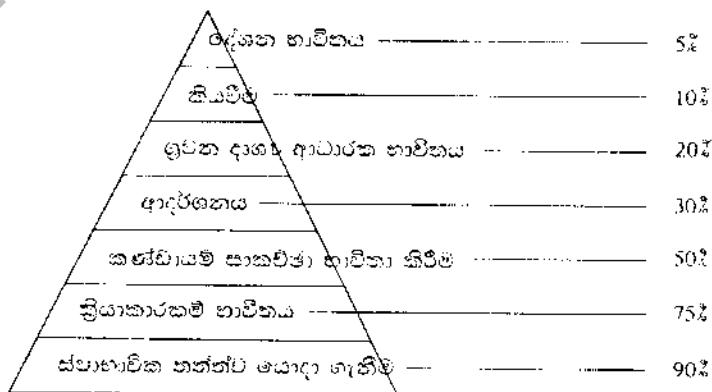 දේශන භාවිතය 5%
කියවීම 10%
ශ්‍රවන දෘශ්‍ය ආධාරක භාවිතය 20%
ආදර්ශනය 30%
කණ්ඩායම් සාකච්ඡා භාවිතා කිරීම 50%
ක්‍රියාකාරකම් භාවිතය 75%
ස්වාභාවික තත්ත්ව යොදා ගැනීම 90%